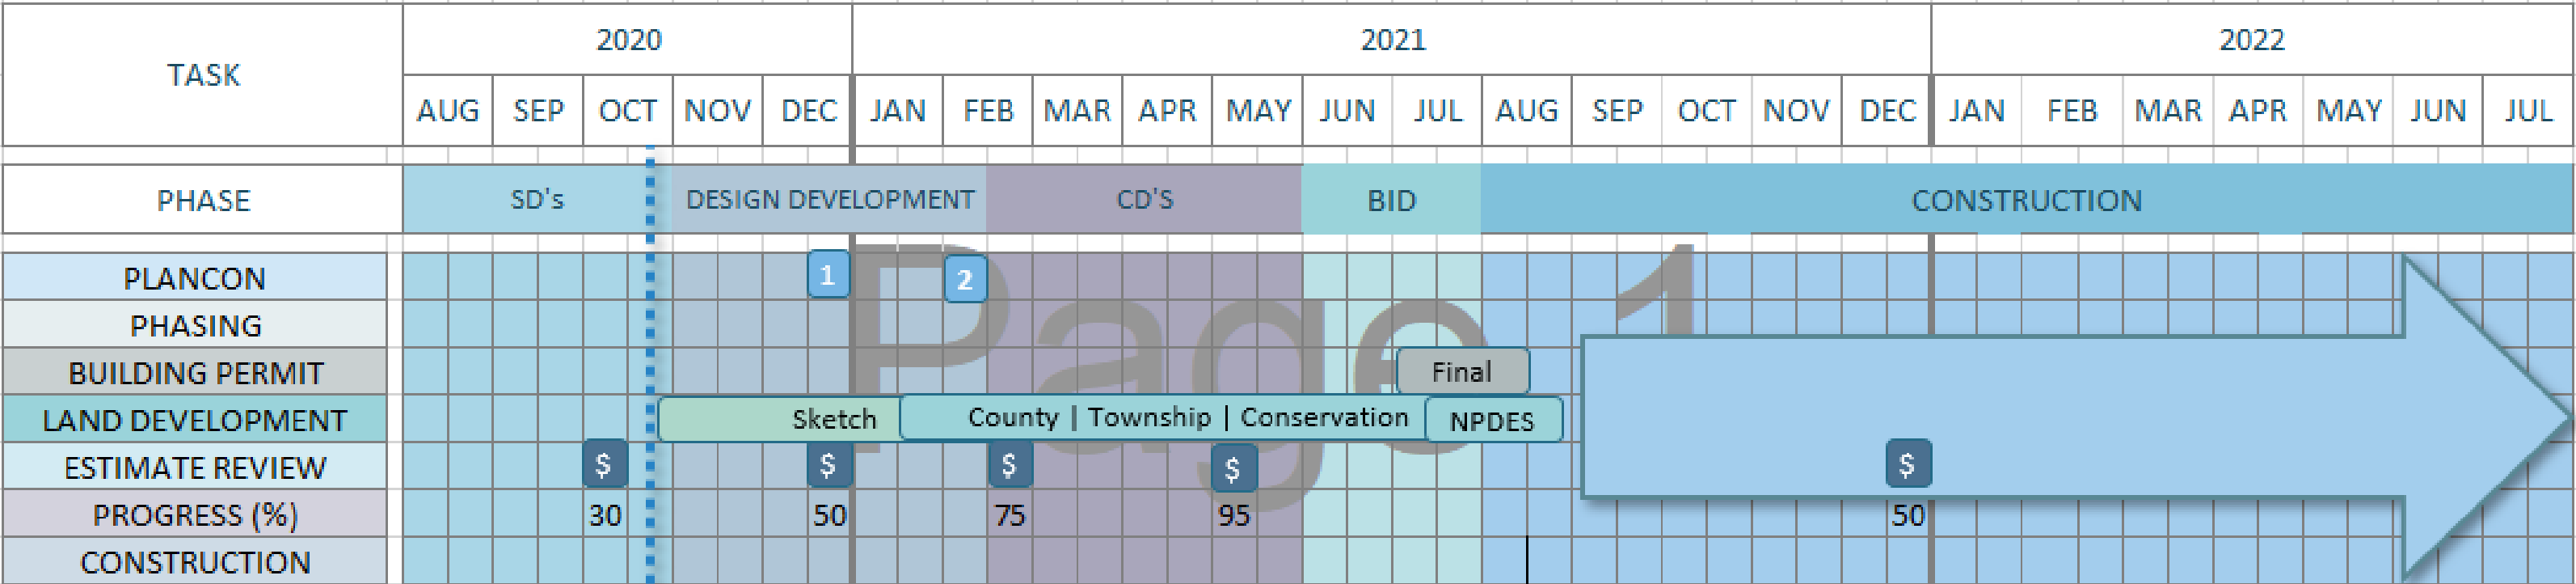 TASK
2020 2021 2022
AUG SEP OCT NOV DEC JAN FEB MAR APR MAY JUN JUL AUG SEP OCT NOV DEC JAN FEB MAR APR MAY JUN JUL
PHASE SD's DESIGN DEVELOPMENT CD'S BID CONSTRUCTION
Page 1
PLANCON 1 2
PHASING
BUILDING PERMIT Final
LAND DEVELOPMENT Sketch County | Township | Conservation NPDES
ESTIMATE REVIEW $ $ $ $ $
PROGRESS (%) 30 50 75 95 50
CONSTRUCTION